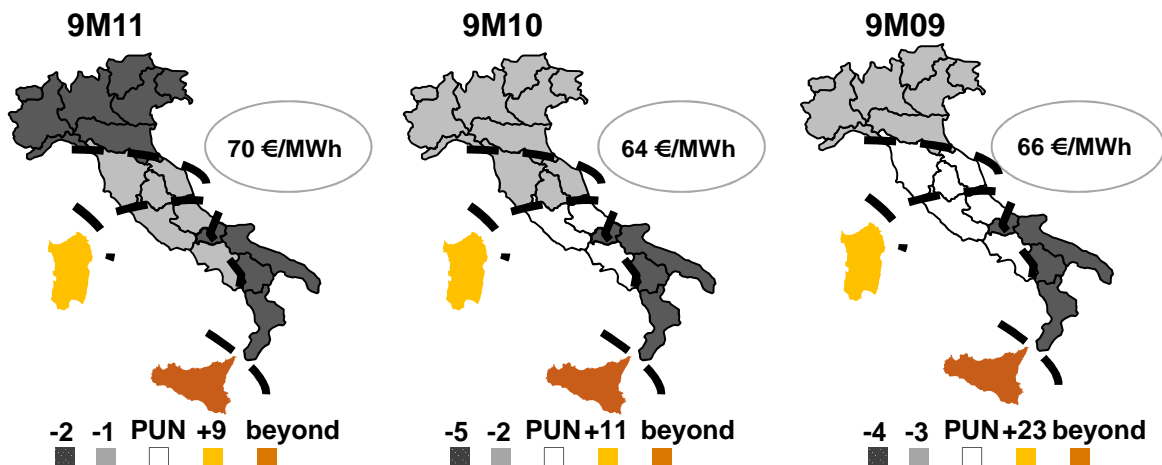 9M11
9M10
9M09
70 €/MWh
64 €/MWh
66 €/MWh
-2 -1 PUN +9 beyond
-5 -2 PUN +11 beyond
-4 -3 PUN +23 beyond